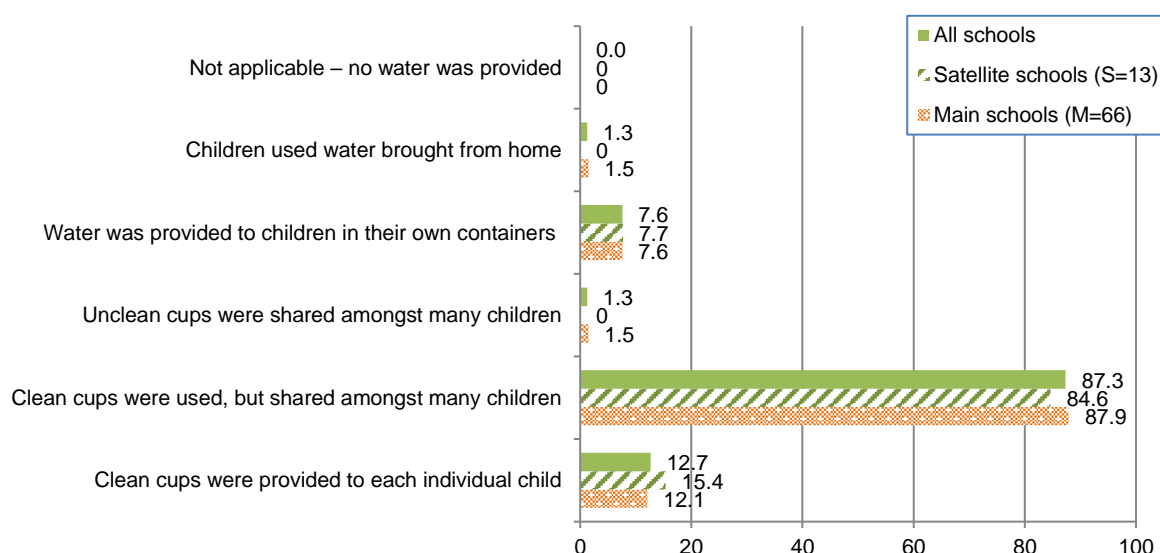 All schools
Satellite schools (S=13)
Main schools (M=66)
Not applicable – no water was provided
0.0
0
0
Children used water brought from home
1.3
0
1.5
Water was provided to children in their own containers
7.6
7.7
7.6
Unclean cups were shared amongst many children
1.3
0
1.5
Clean cups were used, but shared amongst many children
87.3
84.6
87.9
Clean cups were provided to each individual child
12.7
15.4
12.1
0 20 40 60 80 100